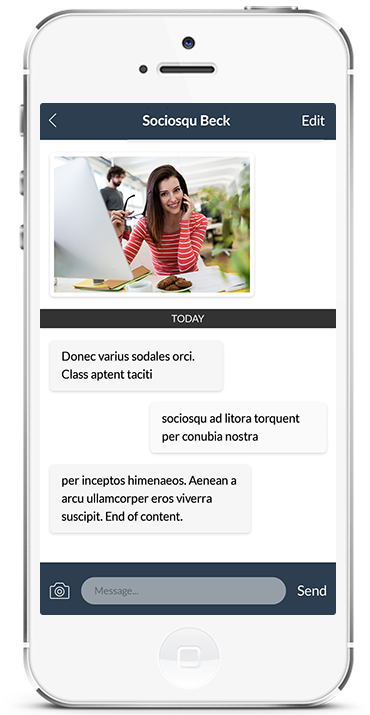 Sociosqu Beck
Edit
TODAY
Donec varius sodales orci.
Class aptent taciti
sociosqu ad litora torquent
per conubia nostra
per inceptos himenaeos. Aenean a
arcu ullamcorper eros viverra
suscipit. End of content.
Message...
Send